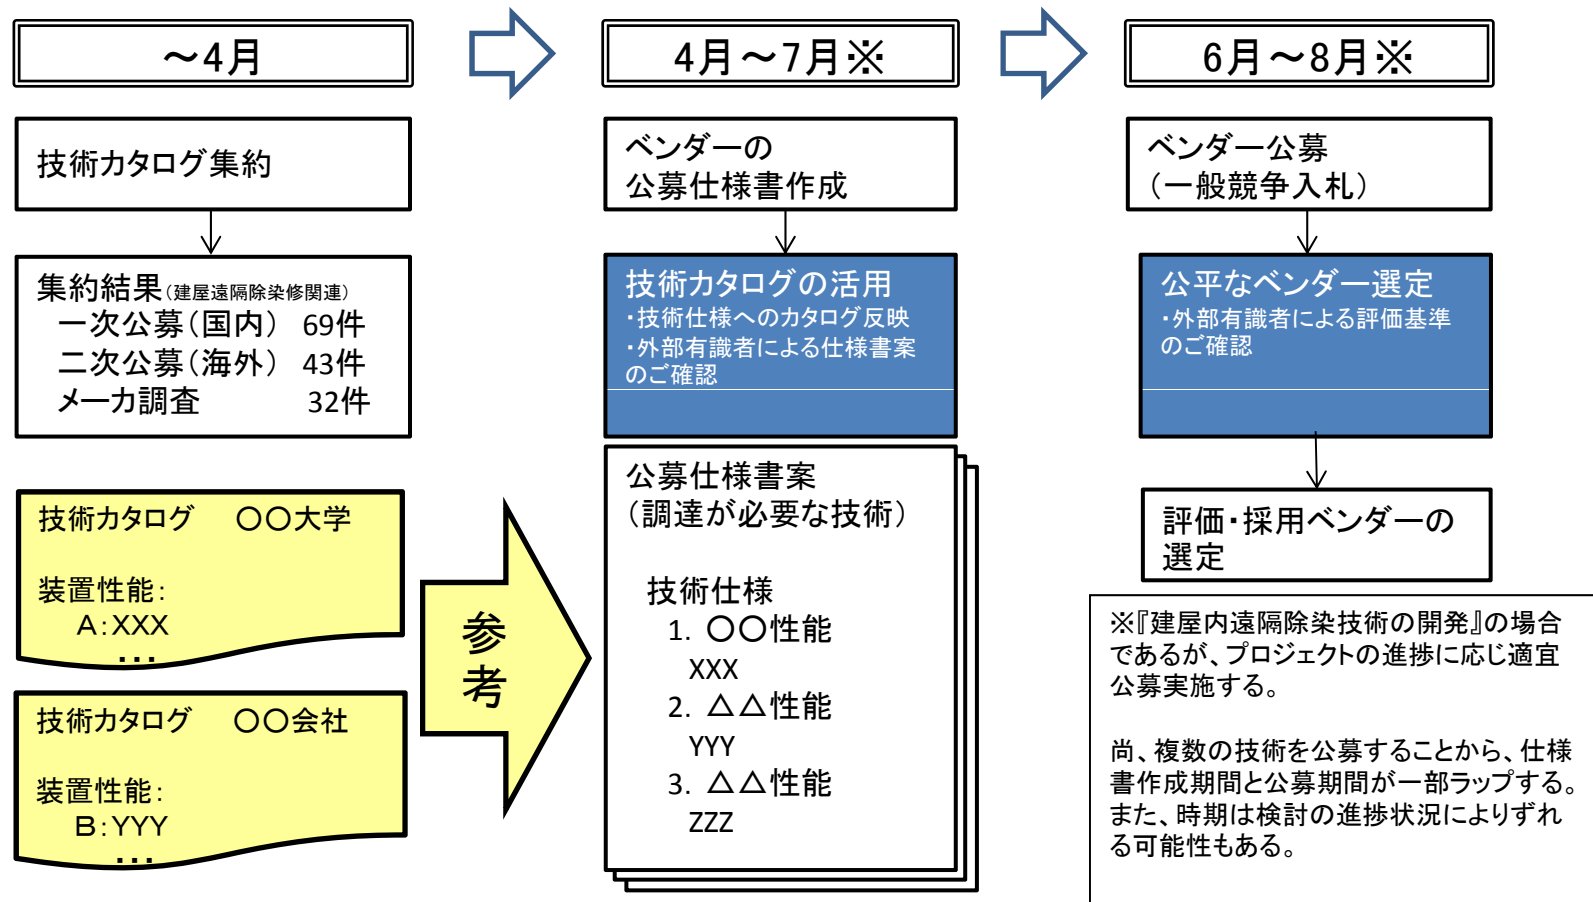 ～4月
4月～7月※
6月～8月※
技術カタログ集約
集約結果(建屋遠隔除染修関連)
一次公募(国内) 69件
二次公募(海外) 43件
メーカ調査 32件
技術カタログ 〇〇大学
装置性能:
A:XXX
…
技術カタログ 〇〇会社
装置性能:
B:YYY
…
参
考
ベンダーの
公募仕様書作成
技術カタログの活用
・技術仕様へのカタログ反映
・外部有識者による仕様書案
のご確認
公募仕様書案
(調達が必要な技術)
技術仕様
1. 〇〇性能
XXX
2. △△性能
YYY
3. △△性能
ZZZ
ベンダー公募
(一般競争入札)
公平なベンダー選定
・外部有識者による評価基準
のご確認
評価・採用ベンダーの
選定
※『建屋内遠隔除染技術の開発』の場合
であるが、プロジェクトの進捗に応じ適宜
公募実施する。
尚、複数の技術を公募することから、仕様
書作成期間と公募期間が一部ラップする。
また、時期は検討の進捗状況によりずれ
る可能性もある。